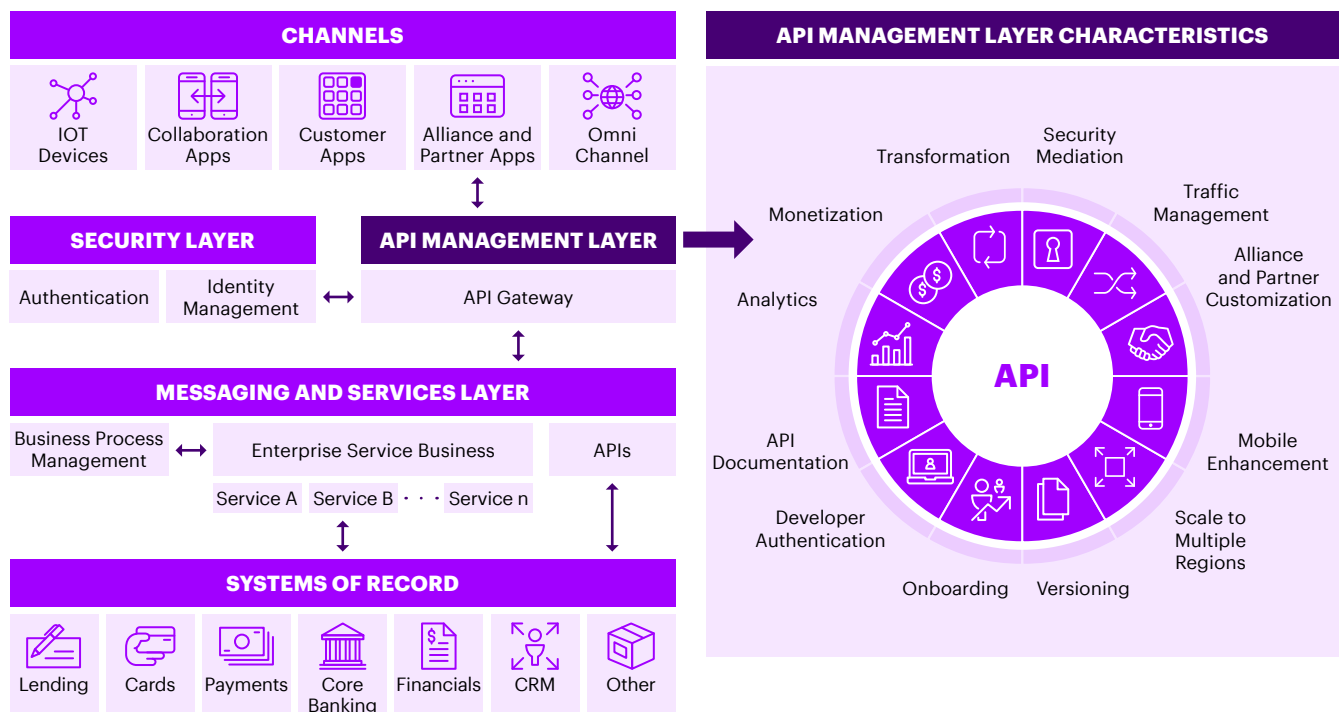 CHANNELS
IOT
Devices
Collaboration
Apps
Customer
Apps
Alliance and
Partner Apps
Omni
Channel
SECURITY LAYER
Authentication
Identity
Management
API MANAGEMENT LAYER
API Gateway
MESSAGING AND SERVICES LAYER
Business Process
Management
Enterprise Service Business
APIs
Service A
Service B
· · ·
Service n
SYSTEMS OF RECORD
Lending
Cards
Payments
Core
Banking
$
Financials
CRM
Other
API MANAGEMENT LAYER CHARACTERISTICS
Transformation
Security
Mediation
Monetization
Traffic
Management
Analytics
Alliance
and Partner
Customization
$
$
API
API
Documentation
Mobile
Enhancement
Developer
Authentication
Scale to
Multiple
Regions
Onboarding
Versioning